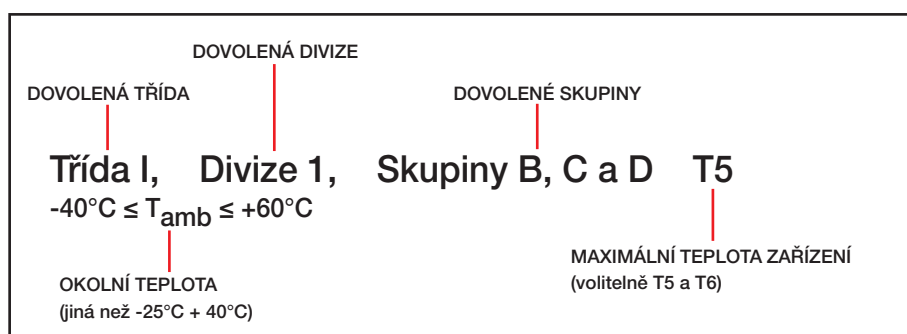 DOVOLENÁ DIVIZE
DOVOLENÁ TŘÍDA
DOVOLENÉ SKUPINY
Třída I, Divize 1, Skupiny B, C a D T5
-40°C ≤ Tamb ≤ +60°C
MAXIMÁLNÍ TEPLOTA ZAŘÍZENÍ
(volitelně T5 a T6)
OKOLNÍ TEPLOTA
(jiná než -25°C + 40°C)